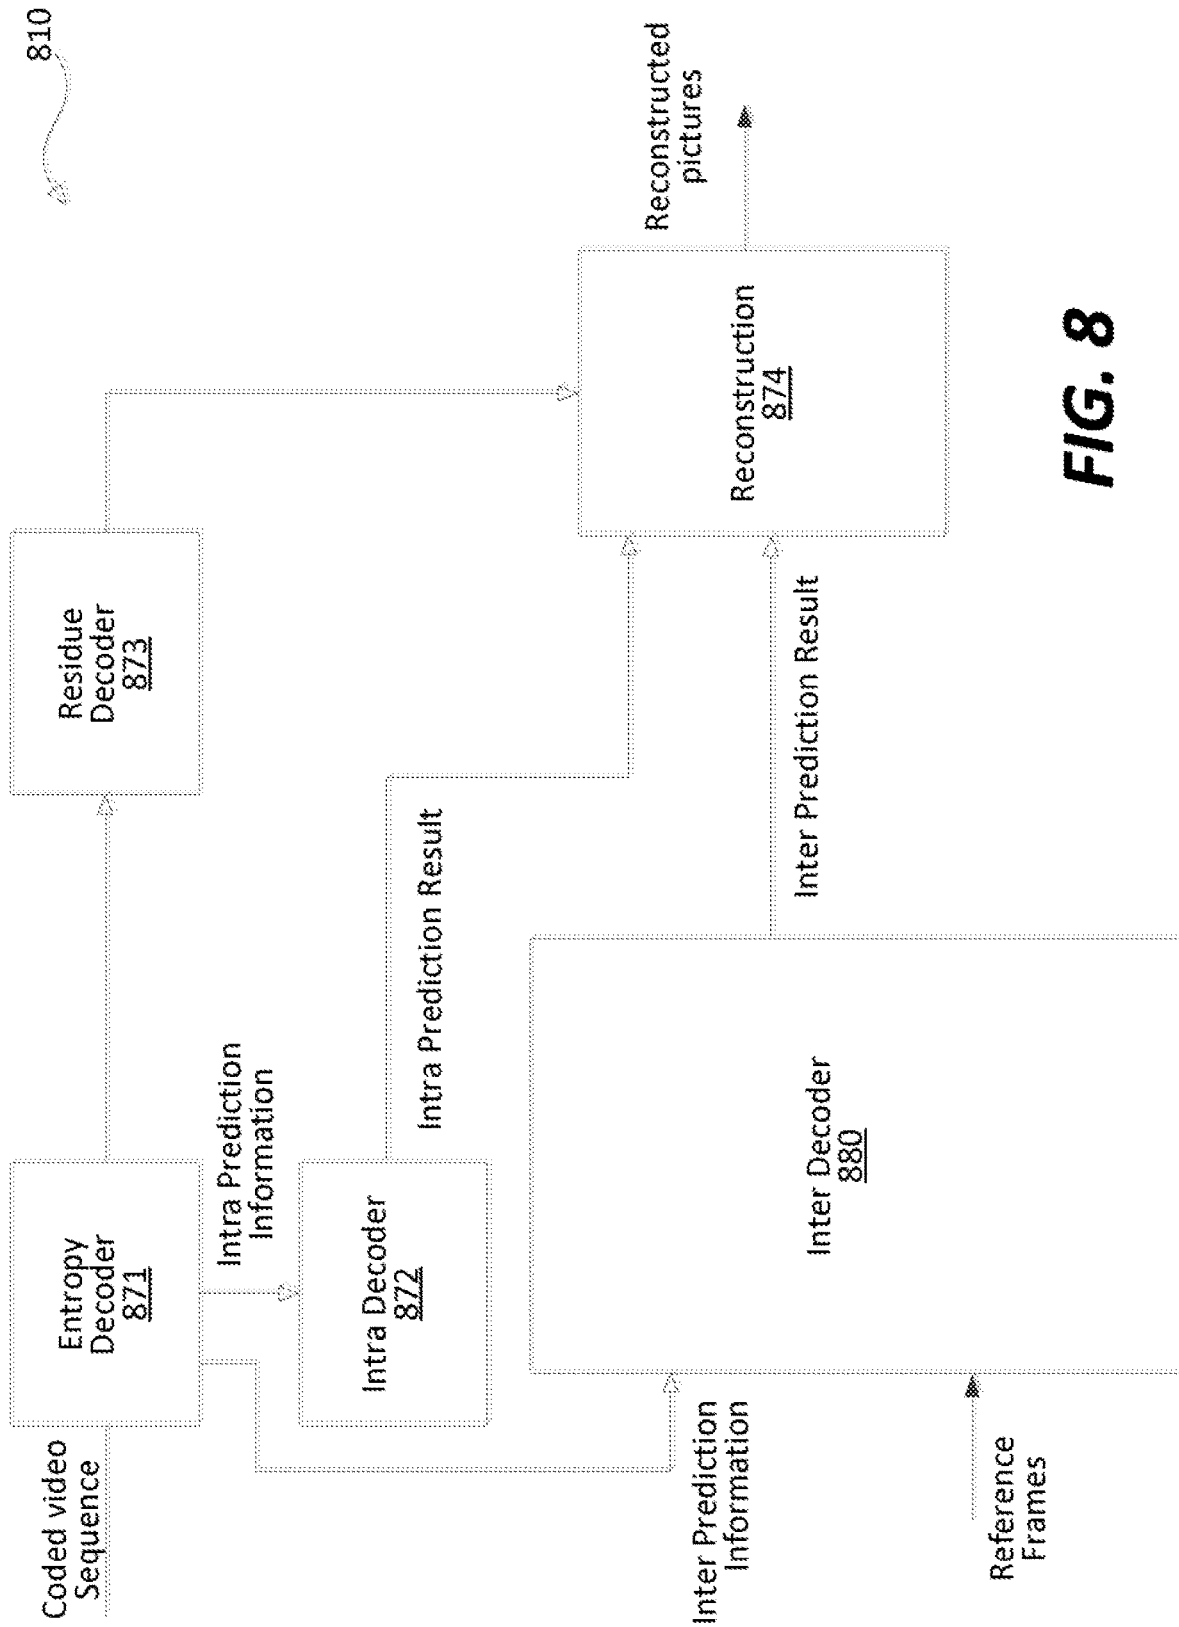 810
Coded video
Sequence
Entropy
Decoder
871
Residue
Decoder
873
Intra Prediction
Information
Intra Decoder
872
Intra Prediction Result
Inter Prediction
Information
Reference
Frames
Inter Decoder
880
Inter Prediction Result
Reconstruction
874
Reconstructed
pictures
FIG. 8